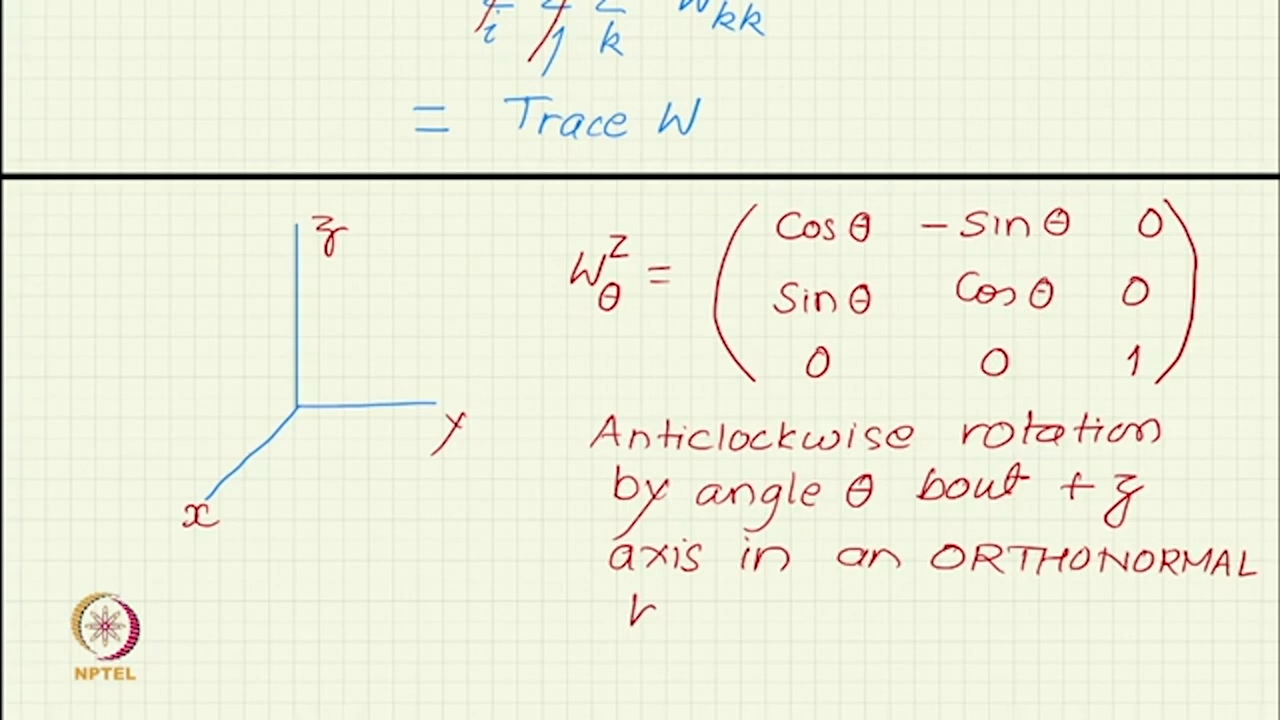 i j k W kk
= Trace W
z
y
x
W θ z = ( Cos θ - Sin θ 0
Sin θ Cos θ 0
0 0 1 )
Anticlockwise rotation
by angle θ bout + z
axis in an ORTHONORMAL
NPTEL